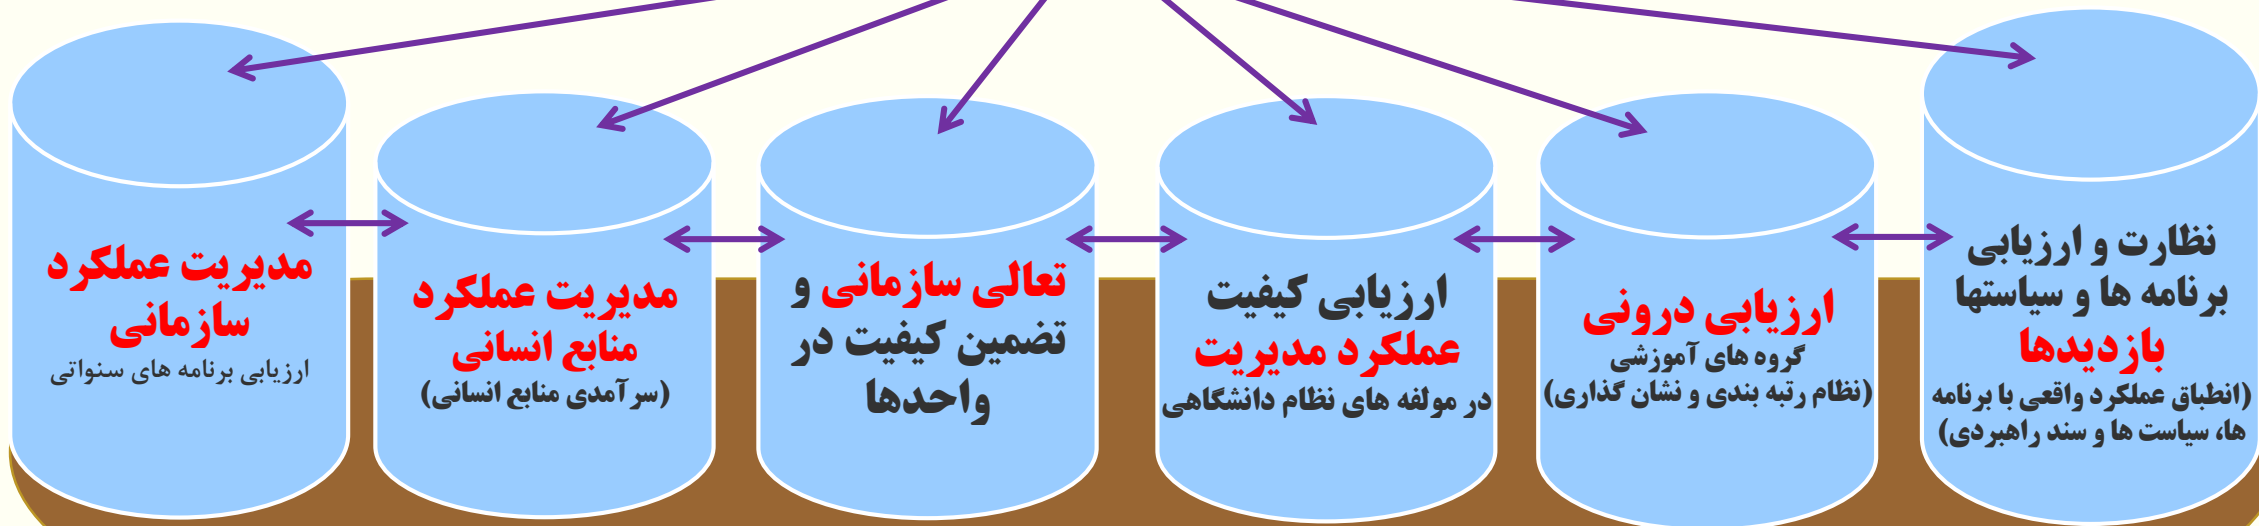 نظارت و ارزیابی
برنامه ها و سیاستها
بازدیدها
(انطباق عملکرد واقعی با برنامه
ها، سیاست ها و سند راهبردی)
ارزیابی درونی
گروه های آموزشی
(نظام رتبه بندی و نشان گذاری)
ارزیابی کیفیت
عملکرد مدیریت
در مولفه های نظام دانشگاهی
تعالی سازمانی و
تضمین کیفیت در
واحدها
مدیریت عملکرد
منابع انسانی
(سرآمدی منابع انسانی)
مدیریت عملکرد
سازمانی
ارزیابی برنامه های سنواتی